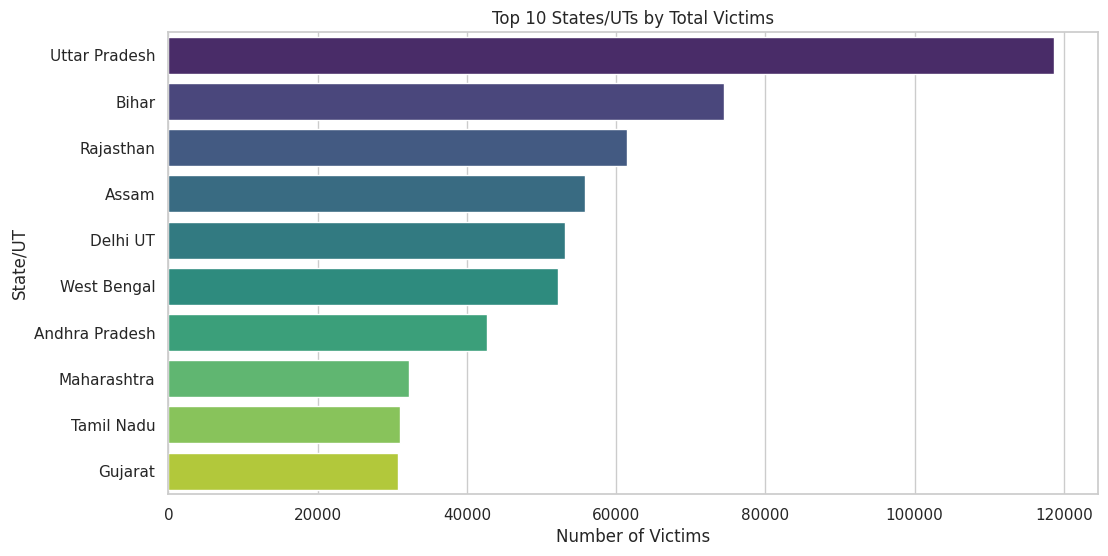 Top 10 States/UTs by Total Victims
State/UT
Uttar Pradesh
Bihar
Rajasthan
Assam
Delhi UT
West Bengal
Andhra Pradesh
Maharashtra
Tamil Nadu
Gujarat
0 20000 40000 60000 80000 100000 120000
Number of Victims